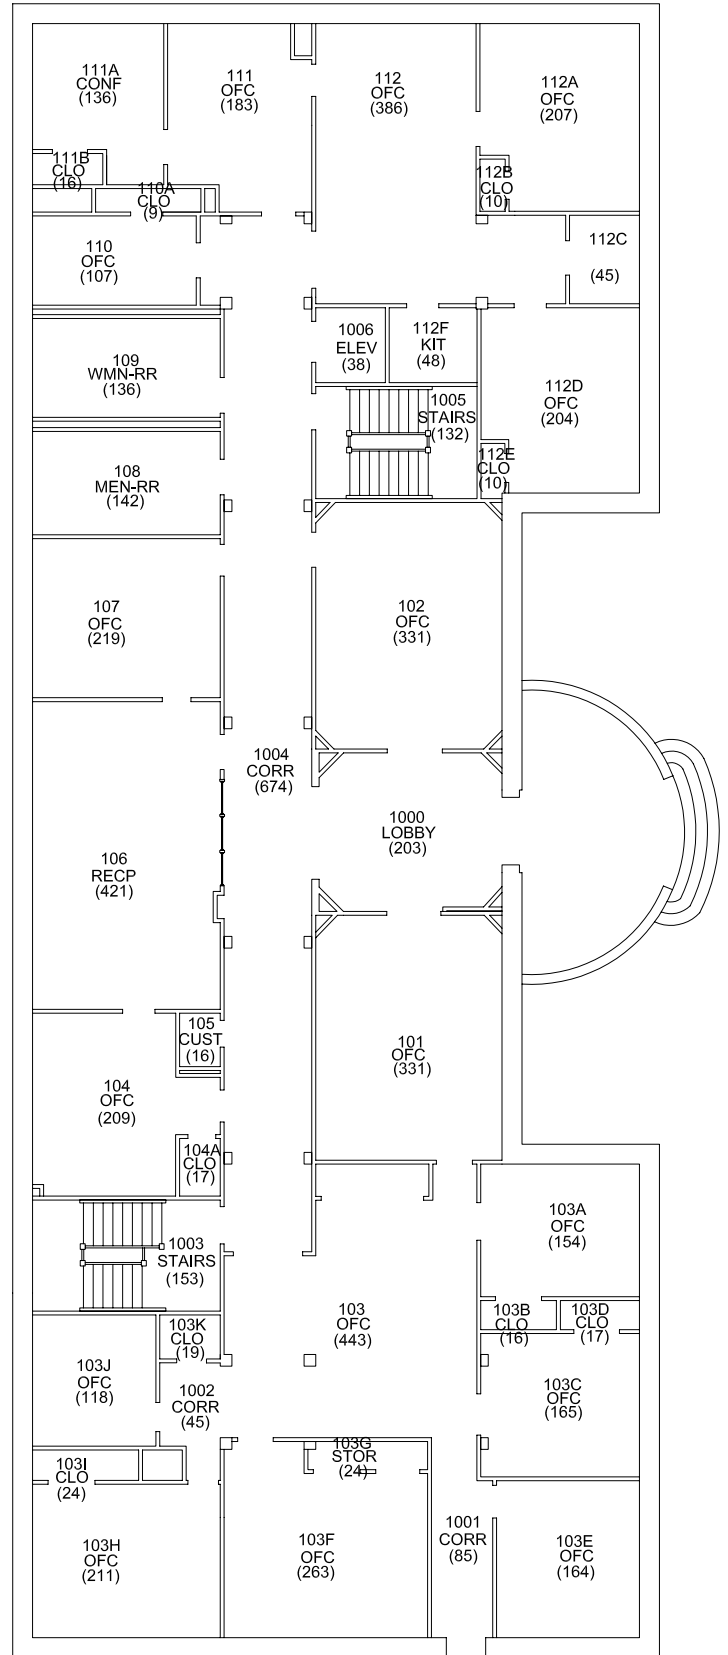 111A
CONF
(136)
111
OFC
(183)
112
OFC
(386)
112A
OFC
(207)
111B
CLO
(16)
110A
CLO
(9)
112B
CLO
(10)
110
OFC
(107)
112C
(45)
1006
ELEV
(38)
112F
KIT
(48)
109
WMN-RR
(136)
1005
STAIRS
(132)
112D
OFC
(204)
108
MEN-RR
(142)
112E
CLO
(10)
107
OFC
(219)
102
OFC
(331)
1004
CORR
(674)
1000
LOBBY
(203)
106
RECP
(421)
105
CUST
(16)
101
OFC
(331)
104
OFC
(209)
104A
CLO
(17)
103A
OFC
(154)
1003
STAIRS
(153)
103
OFC
(443)
103B
CLO
(16)
103D
CLO
(17)
103K
CLO
(19)
103J
OFC
(118)
1002
CORR
(45)
103C
OFC
(165)
103G
STOR
(24)
103I
CLO
(24)
103H
OFC
(211)
103F
OFC
(263)
1001
CORR
(85)
103E
OFC
(164)